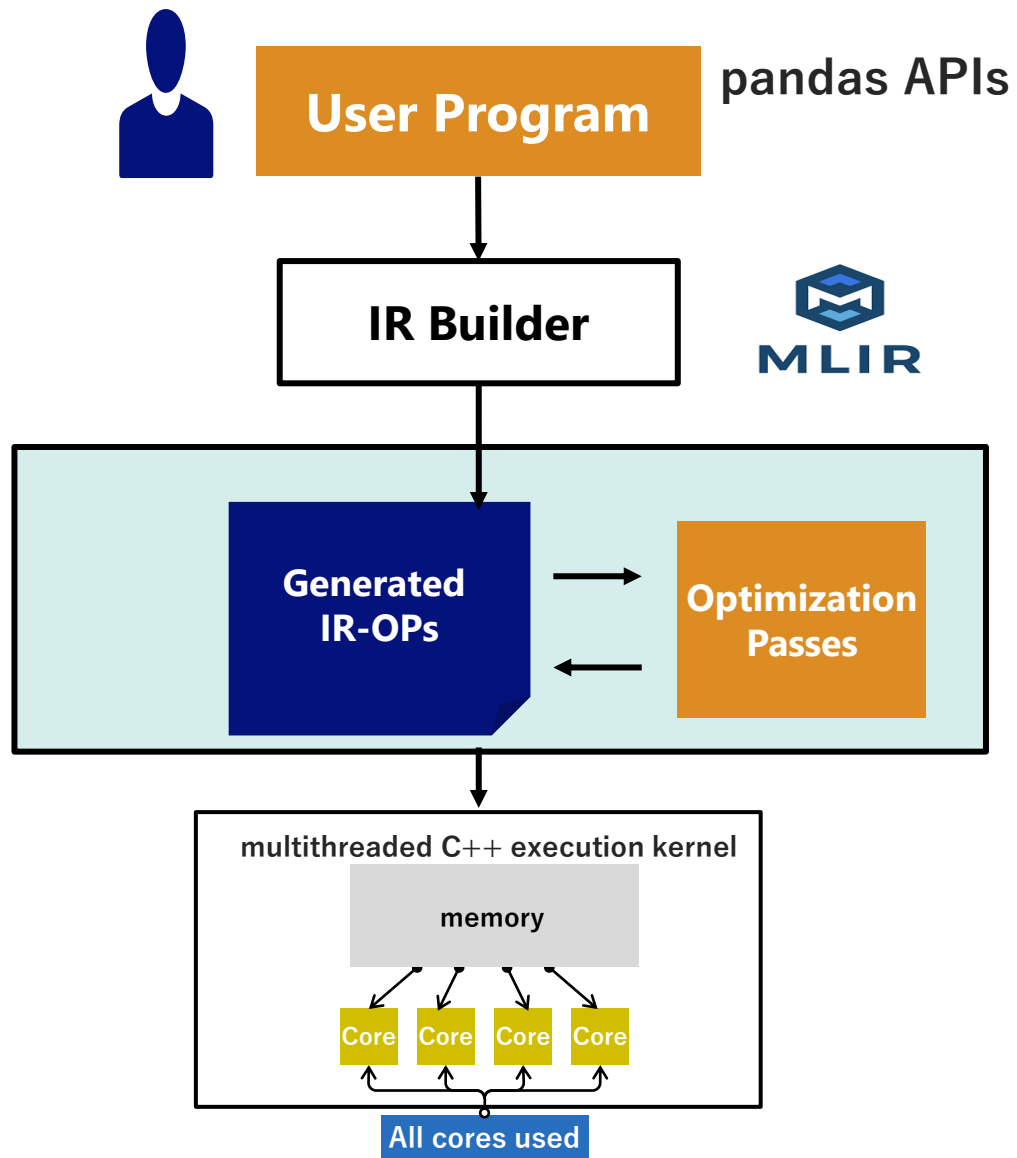 User Program
pandas APIs
IR Builder
MLIR
Generated
IR-OPs
Optimization
Passes
multithreaded C++ execution kernel
memory
Core Core Core Core
All cores used